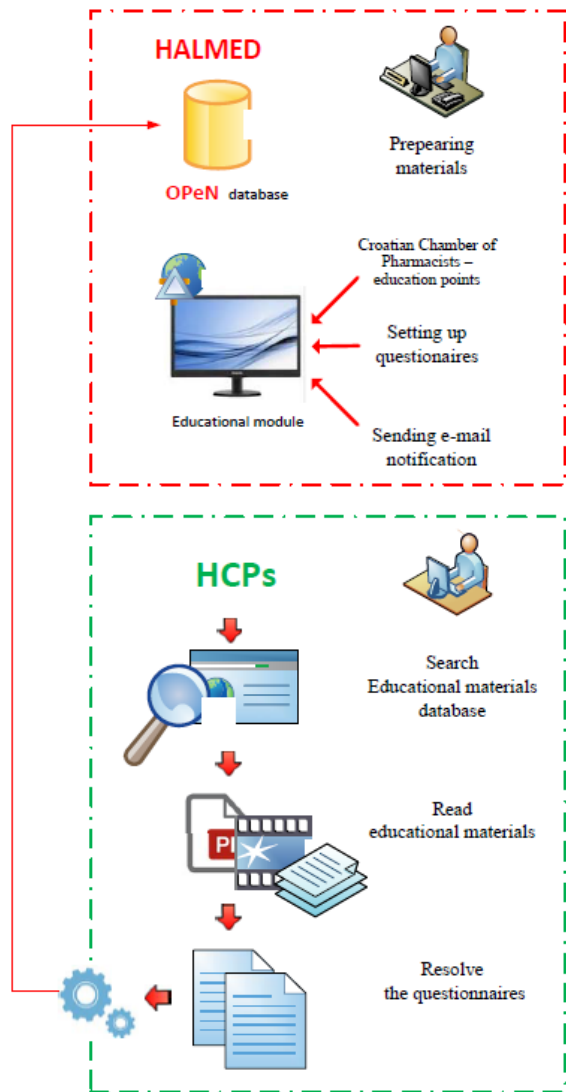 HALMED
Prepearing
materials
OPeN database
Croatian Chamber of
Pharmacists –
education points
Setting up
questionaires
Educational module
Sending e-mail
notification
HCPs
Search
Educational materials
database
Read
educational materials
Resolve
the questionnaires